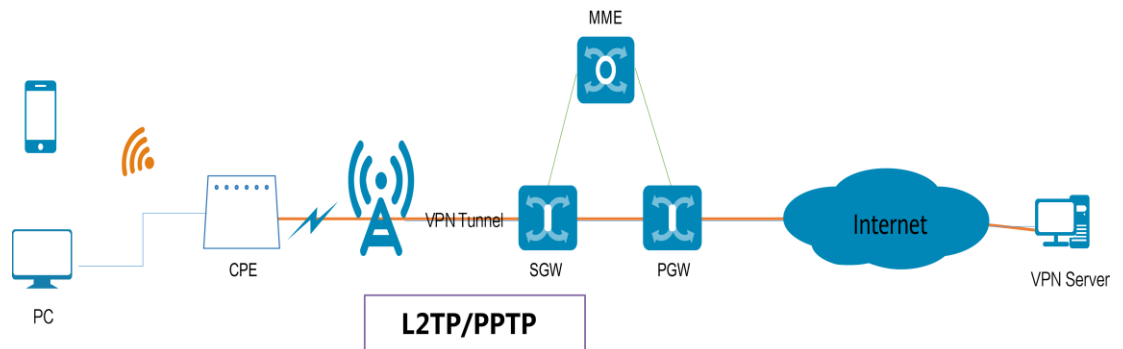 MME
VPN Tunnel
Internet
CPE
SGW
PGW
VPN Server
PC
L2TP/PPTP